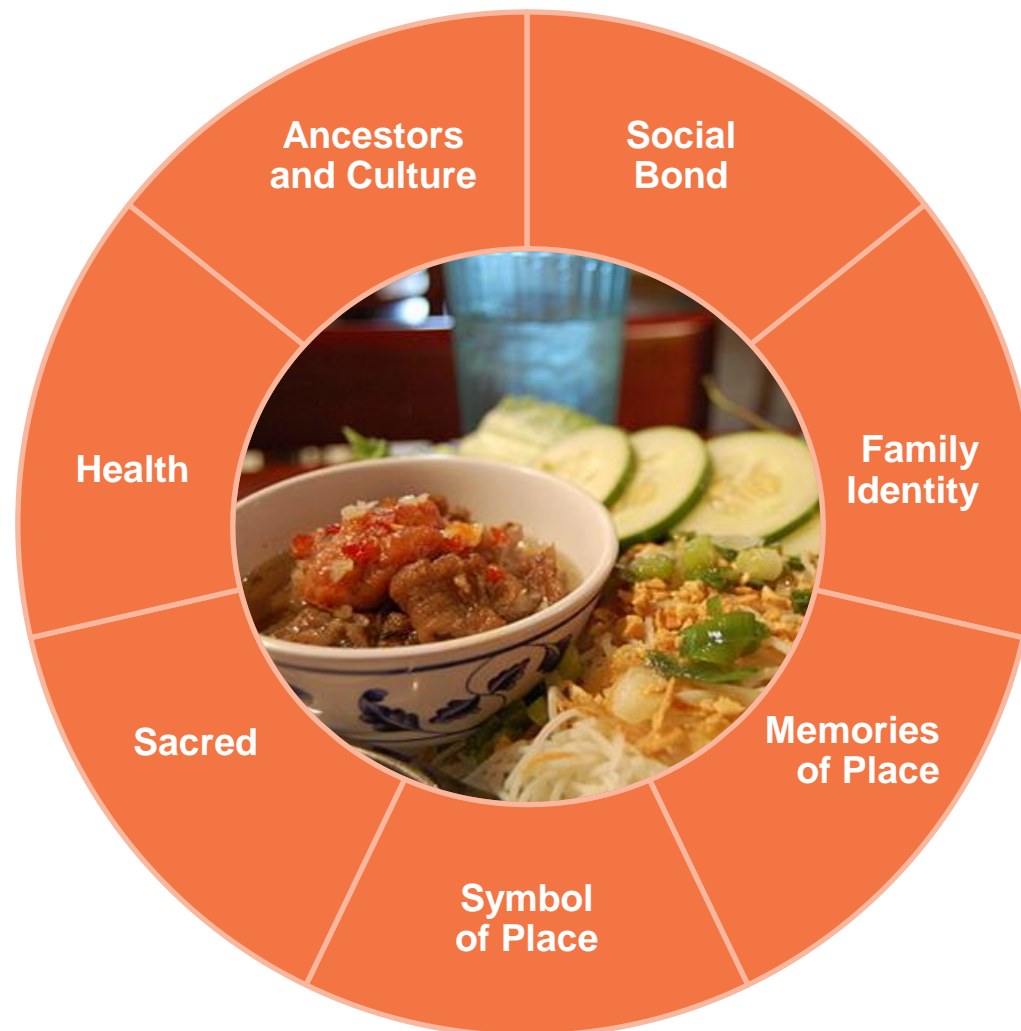 Ancestors
and Culture
Social
Bond
Family
Identity
Memories
of Place
Symbol
of Place
Sacred
Health